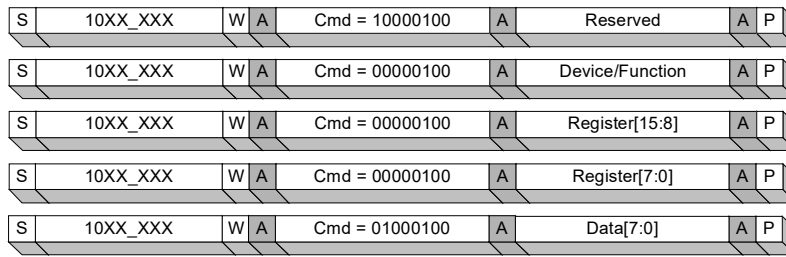 S 10XX_XXX W A Cmd = 10000100 A Reserved A P
S 10XX_XXX W A Cmd = 00000100 A Device/Function A P
S 10XX_XXX W A Cmd = 00000100 A Register[15:8] A P
S 10XX_XXX W A Cmd = 00000100 A Register[7:0] A P
S 10XX_XXX W A Cmd = 01000100 A Data[7:0] A P